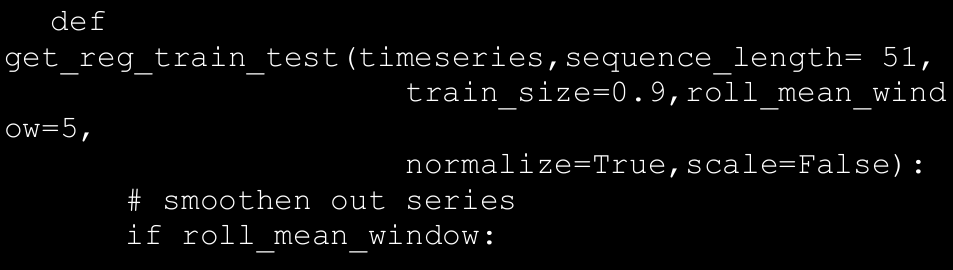 def
get_reg_train_test(timeseries,sequence_length= 51,
train_size=0.9,roll_mean_wind
ow=5,
normalize=True,scale=False):
# smoothen out series
if roll_mean_window: